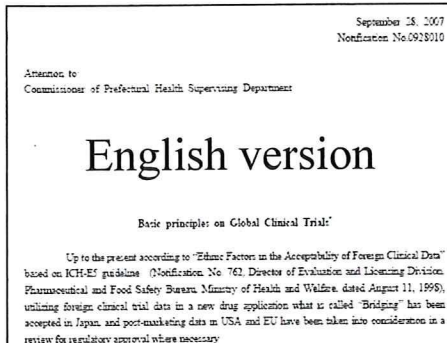 September 28, 2007
Notification No.0928010
Attention to
Commissioner of Prefectural Health Supervising Department
English version
Basic principles on Global Clinical Trials*
Up to the present according to "Ethnic Factors in the Acceptability of Foreign Clinical Data"
based on ICH-E5 guideline (Notification No. 762, Director of Evaluation and Licensing Division,
Pharmaceutical and Food Safety Bureau, Ministry of Health and Welfare, dated August 11, 1998),
utilizing foreign clinical trial data in a new drug application what is called "Bridging" has been
accepted in Japan, and post-marketing data in USA and EU have been taken into consideration in a
review for regulatory approval where necessary